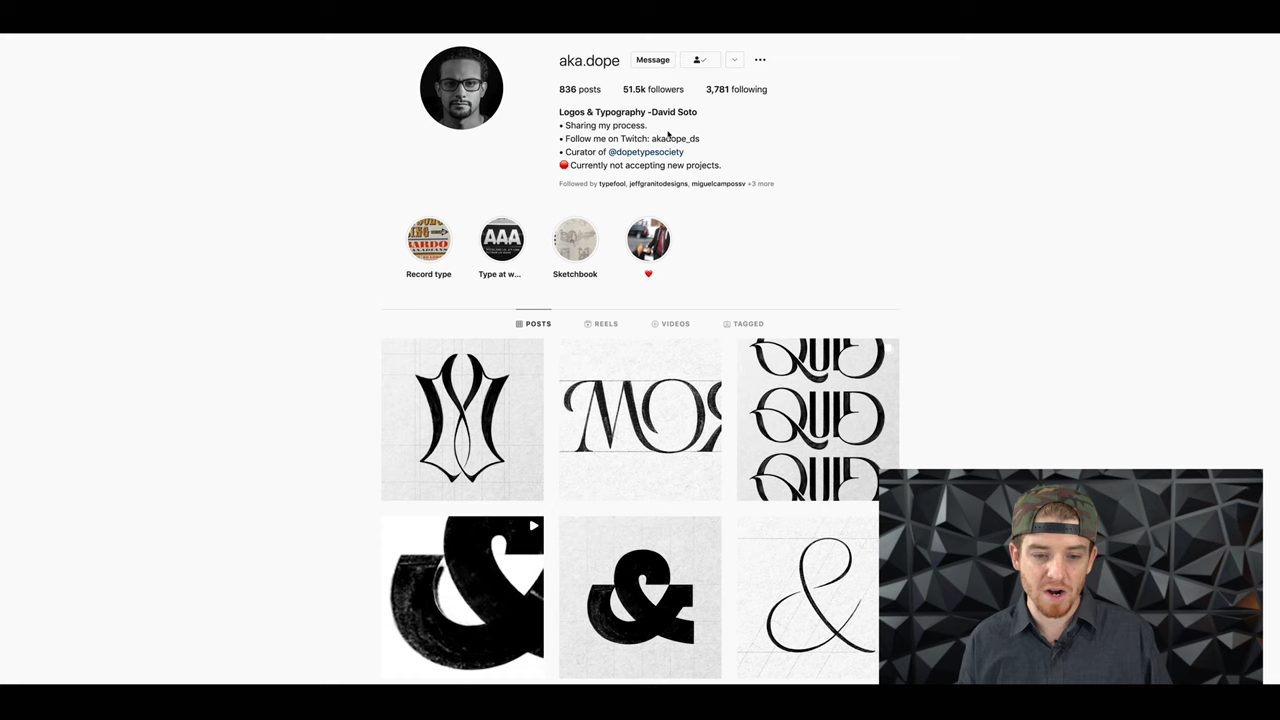 aka.dope Message
836 posts 51.5k followers 3,781 following
Logos & Typography -David Soto
• Sharing my process.
• Follow me on Twitch: akadope_ds
• Curator of @dopetypesociety
🔴 Currently not accepting new projects.
Followed by typefool, jeffgranitodesigns, miguelcampossv +3 more
AAA
Record type Type at w... Sketchbook ❤️
POSTS REELS VIDEOS TAGGED
QUID
MOR
QUID
QUID
& & &